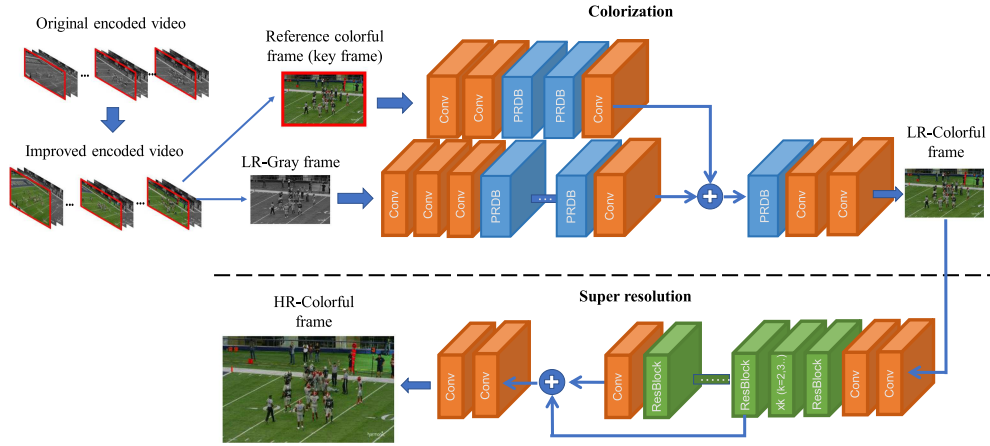 Original encoded video
... ...
Improved encoded video
... ...
Reference colorful
frame (key frame)
LR-Gray frame
Colorization
Conv Conv PRDB PRDB Conv
Conv Conv Conv PRDB ... PRDB Conv
+
PRDB Conv Conv
LR-Colorful
frame
HR-Colorful
frame
Super resolution
Conv Conv
+
Conv ResBlock ...... ResBlock xk (k=2,3..) ResBlock Conv Conv